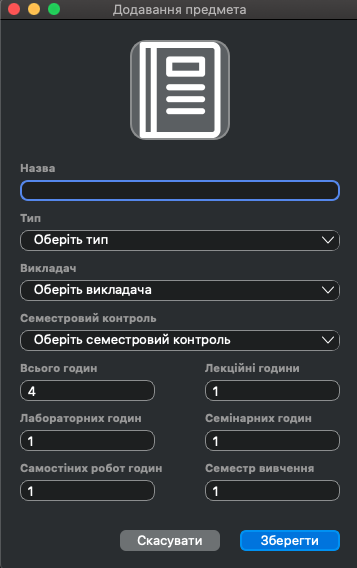 Додавання предмета
Назва
Тип
Оберіть тип
Викладач
Оберіть викладача
Семестровий контроль
Оберіть семестровий контроль
Всього годин
Лекційні години
4
1
Лабораторних годин
Семінарних годин
1
1
Самостіних робот годин
Семестр вивчення
1
1
Скасувати
Зберегти